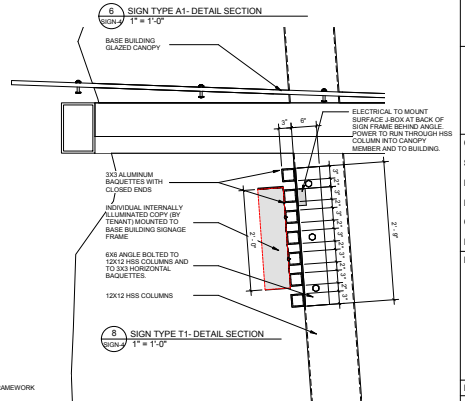 6 SIGN TYPE A1- DETAIL SECTION
SIGN-4 1" = 1'-0"
BASE BUILDING
GLAZED CANOPY
ELECTRICAL TO MOUNT
SURFACE J-BOX AT BACK OF
SIGN FRAME BEHIND ANGLE.
POWER TO RUN THROUGH HSS
COLUMN INTO CANOPY
MEMBER AND TO BUILDING.
3" 6"
3X3 ALUMINUM
BAQUETTES WITH
CLOSED ENDS
INDIVIDUAL INTERNALLY
ILLUMINATED COPY (BY
TENANT) MOUNTED TO
BASE BUILDING SIGNAGE
FRAME
6X6 ANGLE BOLTED TO
12X12 HSS COLUMNS AND
TO 3X3 HORIZONTAL
BAQUETTES.
12X12 HSS COLUMNS
2'-0"
2'-9"
8 SIGN TYPE T1- DETAIL SECTION
SIGN-4 1" = 1'-0"
AMEWORK